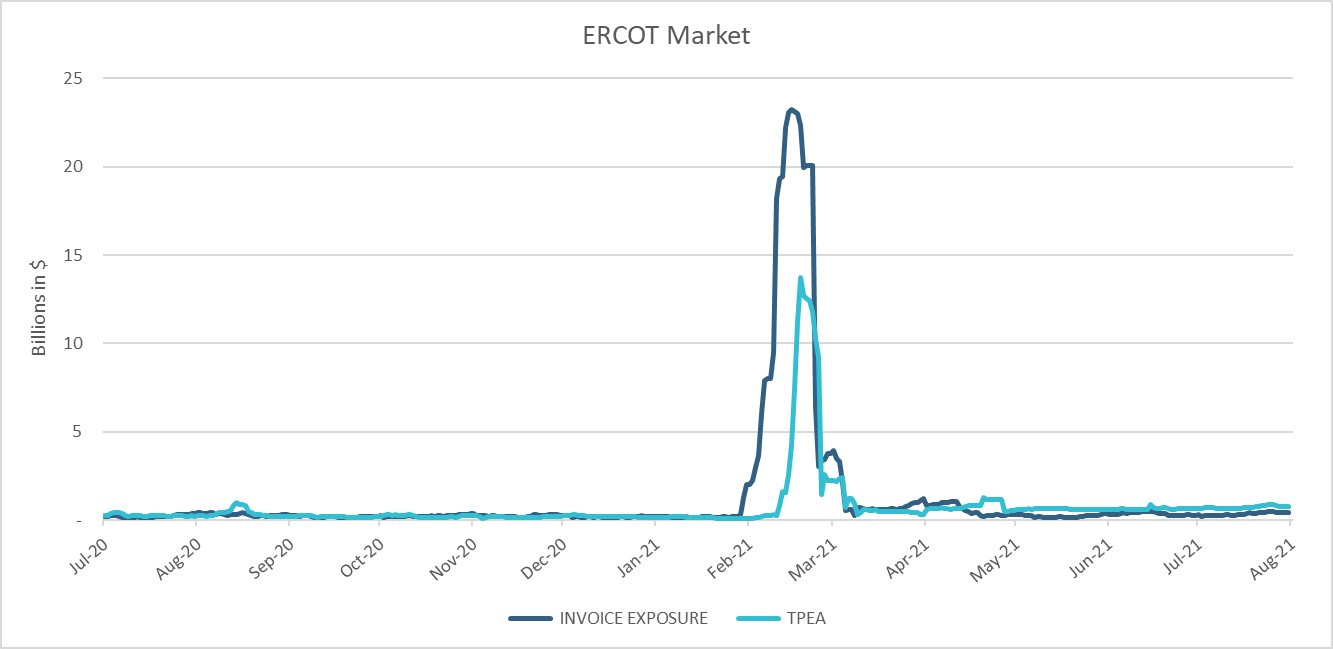 ERCOT Market
25
20
15
10
5
-
Billions in $
Jul-20 Aug-20 Sep-20 Oct-20 Nov-20 Dec-20 Jan-21 Feb-21 Mar-21 Apr-21 May-21 Jun-21 Jul-21 Aug-21
INVOICE EXPOSURE TPEA